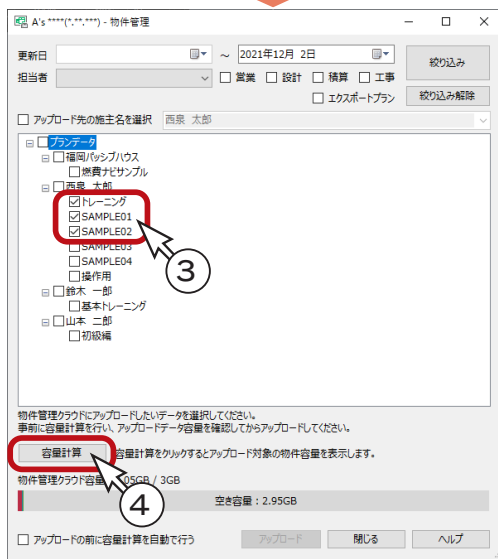 A's ****(*.**.***) - 物件管理
更新日 ～ 2021年12月 2日 絞り込み
担当者 営業 設計 積算 工事
エクスポートプラン 絞り込み解除
アップロード先の施主名を選択 西泉 太郎
プランデータ
福岡パッシブハウス
燃費ナビサンプル
西泉 太郎
トレーニング
SAMPLE01
SAMPLE02
SAMPLE03
SAMPLE04
操作用
③
鈴木 一郎
基本トレーニング
山本 二郎
初級編
物件管理クラウドにアップロードしたいデータを選択してください。
事前に容量計算を行い、アップロードデータ容量を確認してからアップロードしてください。
容量計算 容量計算をクリックするとアップロード対象の物件容量を表示します。
物件管理クラウド容量 05GB / 3GB
④
空き容量：2.95GB
アップロードの前に容量計算を自動で行う アップロード 閉じる ヘルプ